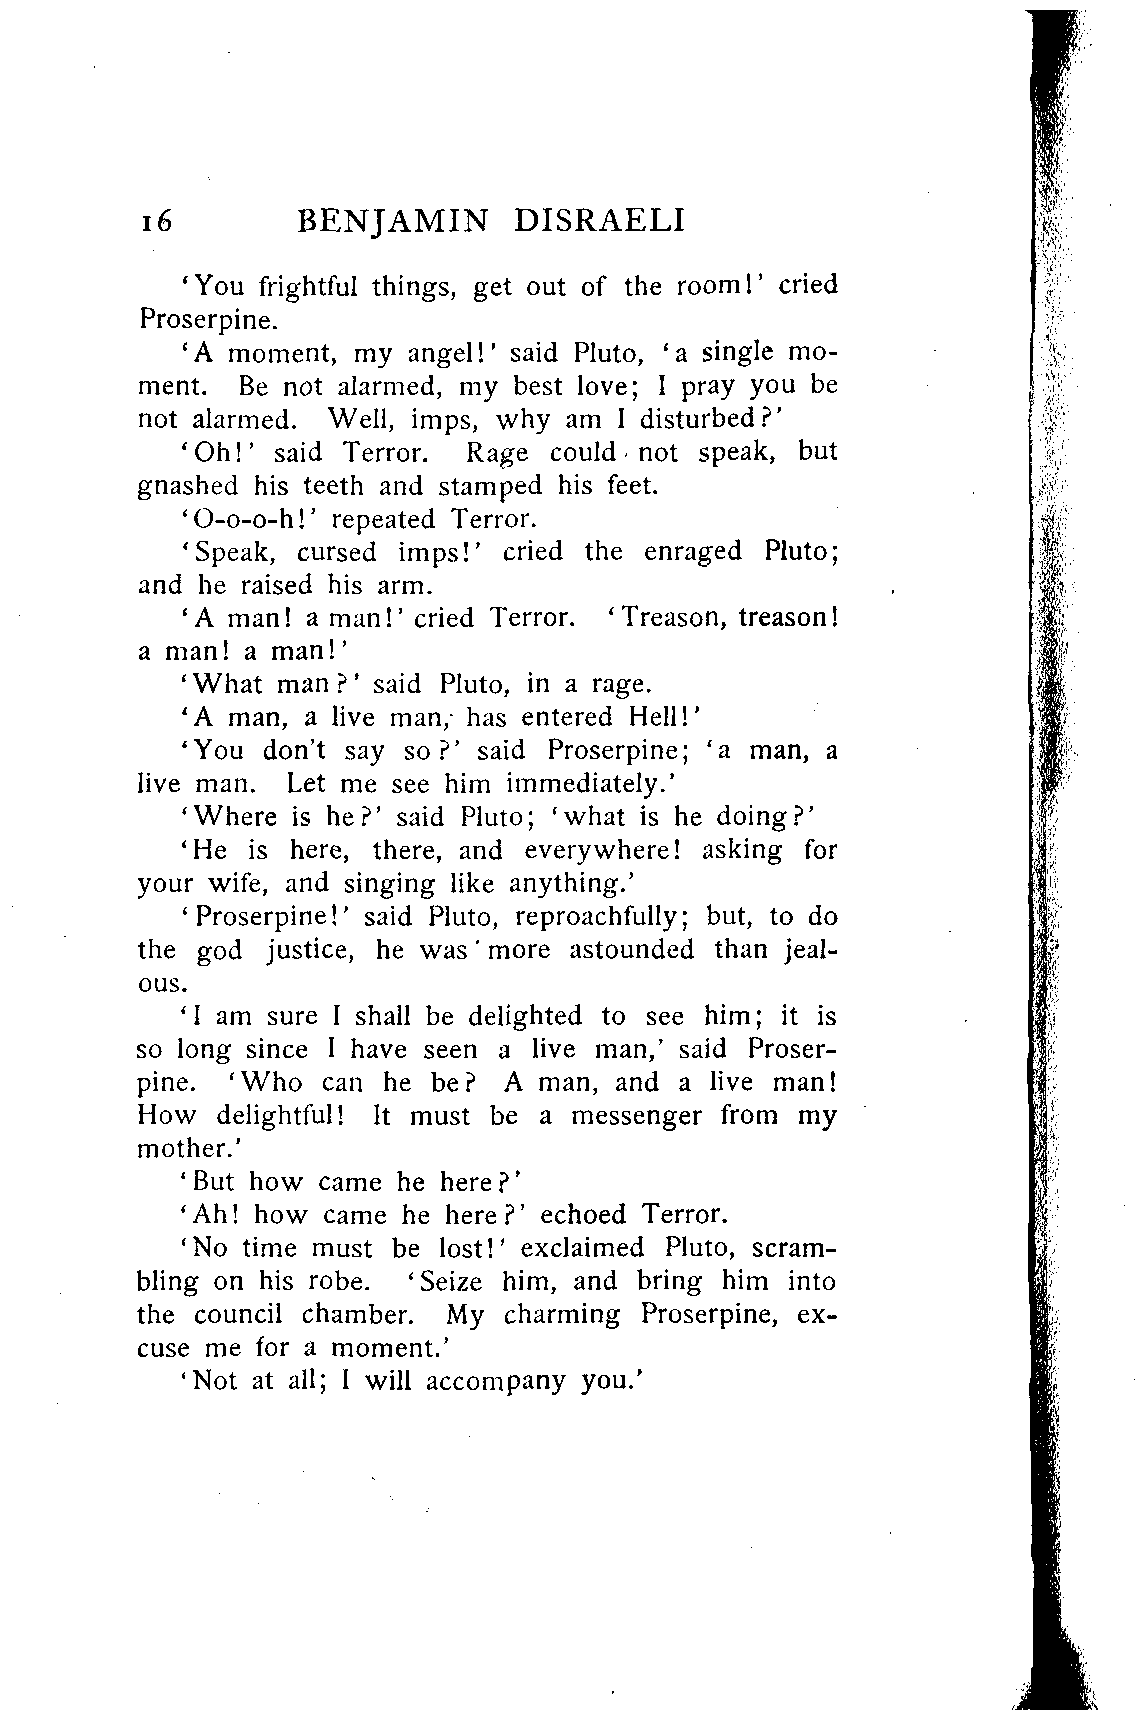 16 BENJAMIN DISRAELI
‘You frightful things, get out of the room!’ cried
Proserpine.
‘A moment, my angel!’ said Pluto, ‘a single mo-
ment. Be not alarmed, my best love; I pray you be
not alarmed. Well, imps, why am I disturbed?’
‘Oh!’ said Terror. Rage could not speak, but
gnashed his teeth and stamped his feet.
‘O-o-o-h!’ repeated Terror.
‘Speak, cursed imps!’ cried the enraged Pluto;
and he raised his arm.
‘A man! a man!’ cried Terror. ‘Treason, treason!
a man! a man!’
‘What man?’ said Pluto, in a rage.
‘A man, a live man, has entered Hell!’
‘You don't say so?’ said Proserpine; ‘a man, a
live man. Let me see him immediately.’
‘Where is he?’ said Pluto; ‘what is he doing?’
‘He is here, there, and everywhere! asking for
your wife, and singing like anything.’
‘Proserpine!’ said Pluto, reproachfully; but, to do
the god justice, he was more astounded than jeal-
ous.
‘I am sure I shall be delighted to see him; it is
so long since I have seen a live man,’ said Proser-
pine. ‘Who can he be? A man, and a live man!
How delightful! It must be a messenger from my
mother.’
‘But how came he here?’
‘Ah! how came he here?’ echoed Terror.
‘No time must be lost!’ exclaimed Pluto, scram-
bling on his robe. ‘Seize him, and bring him into
the council chamber. My charming Proserpine, ex-
cuse me for a moment.’
‘Not at all; I will accompany you.’